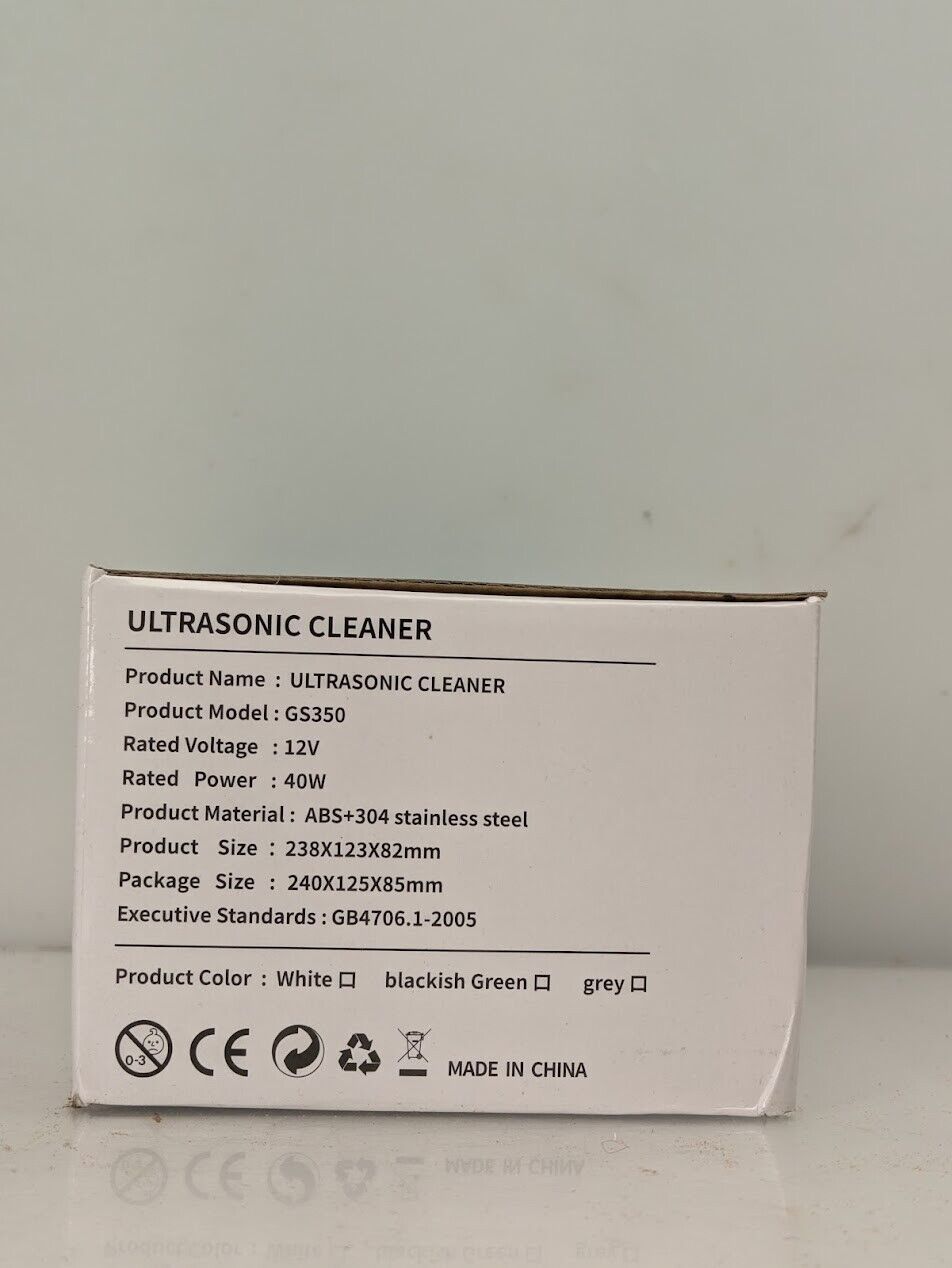 ULTRASONIC CLEANER
Product Name : ULTRASONIC CLEANER
Product Model : GS350
Rated Voltage : 12V
Rated Power : 40W
Product Material : ABS+304 stainless steel
Product Size : 238X123X82mm
Package Size : 240X125X85mm
Executive Standards : GB4706.1-2005
Product Color : White □ blackish Green □ grey □
0-3 CE MADE IN CHINA